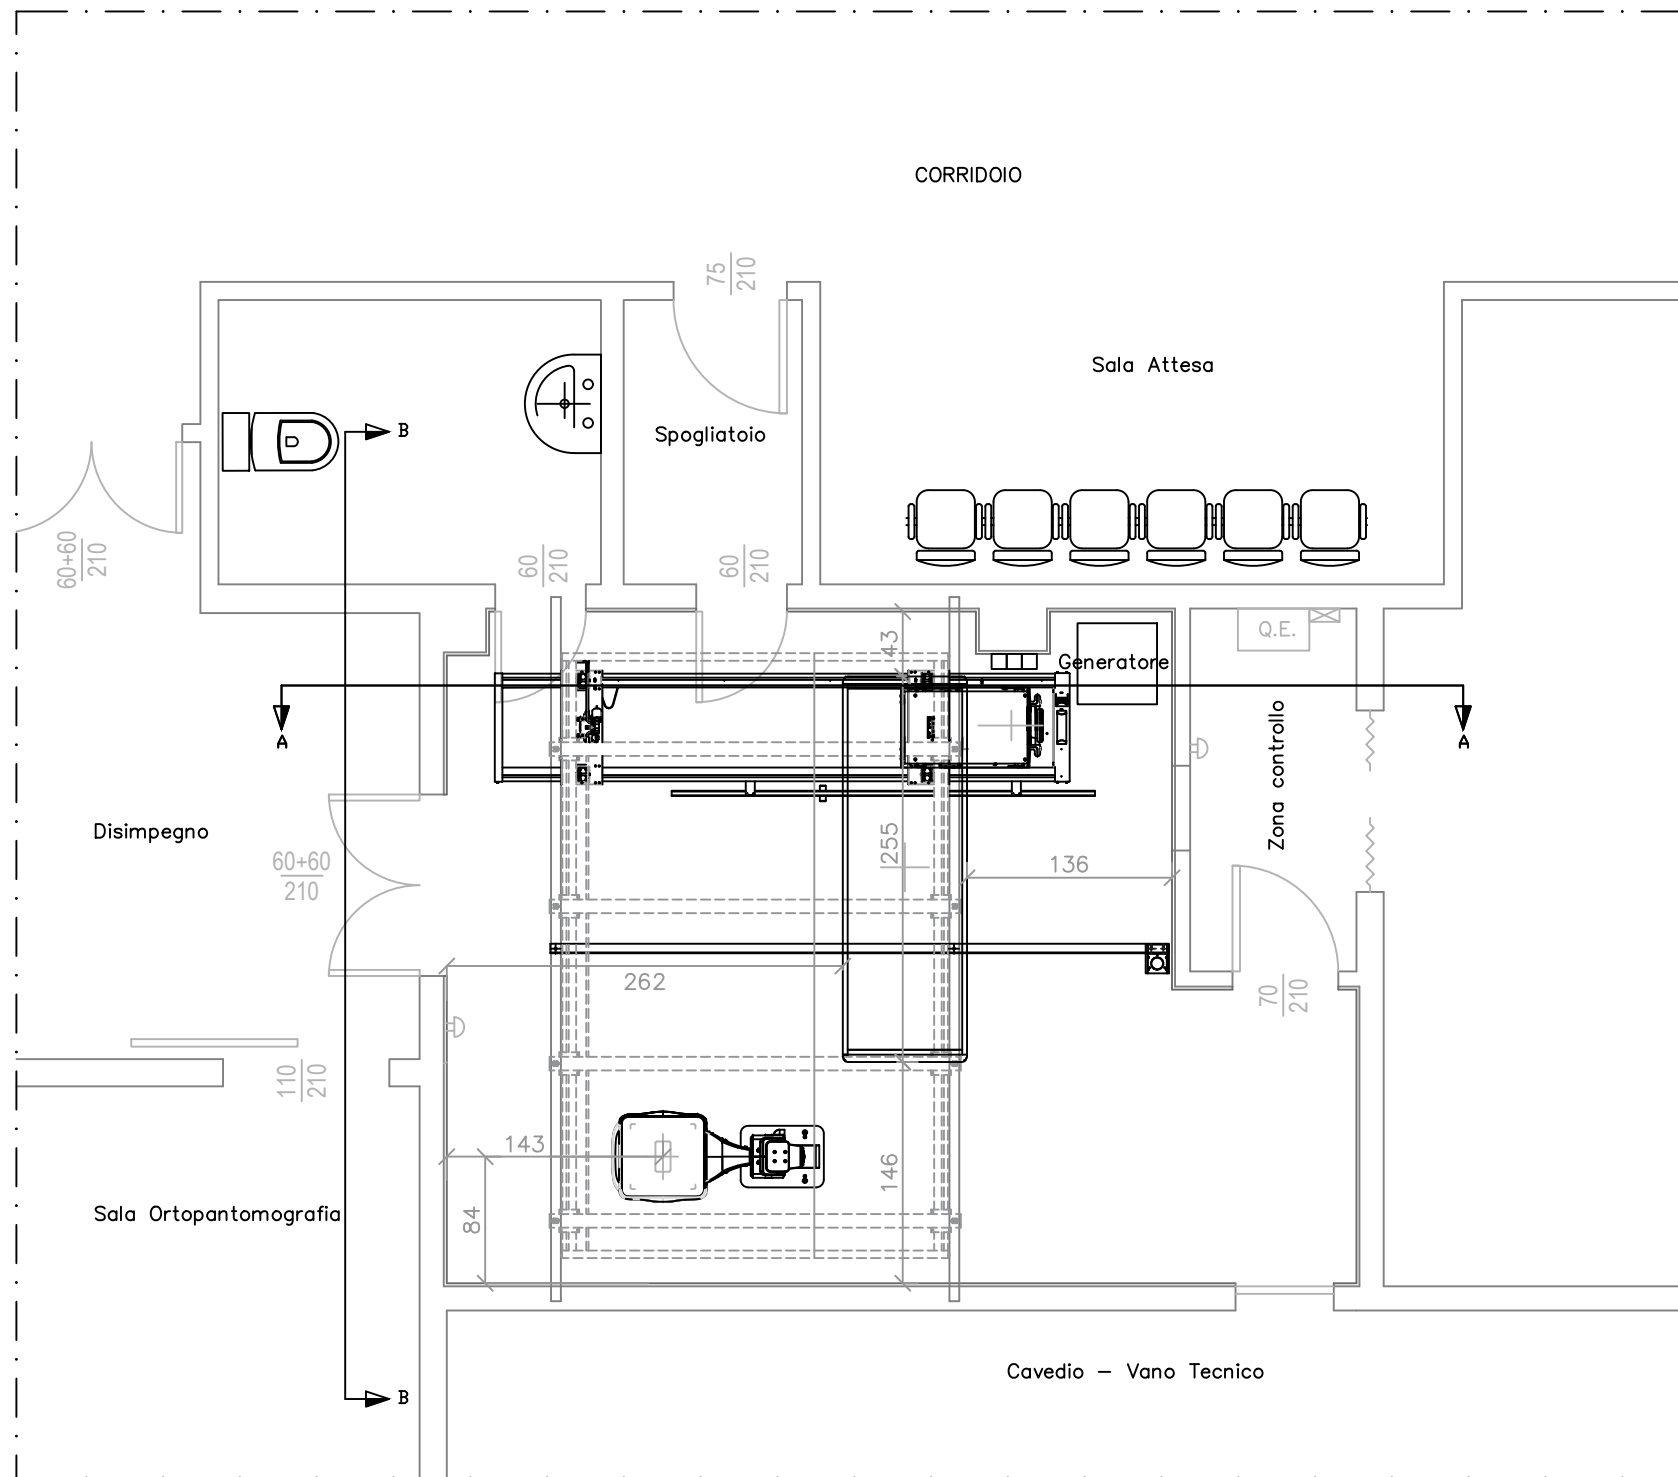 CORRIDOIO
75
210
Sala Attesa
Spogliatoio
B
60+60
210
60
210
60
210
Q.E.
43
Generatore
A
A
Zona controllo
Disimpegno
60+60
210
255
136
262
70
210
110
210
143
146
84
Sala Ortopantomografia
Cavedio – Vano Tecnico
B